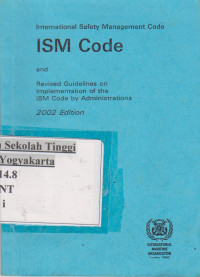 International Safety Management Code
ISM Code
and
Revised Guidelines on
Implementation of the
ISM Code by Administrations
2002 Edition
Sekolah Tinggi
Yogyakarta
14.8
NT
i
INTERNATIONAL
MARITIME
ORGANIZATION